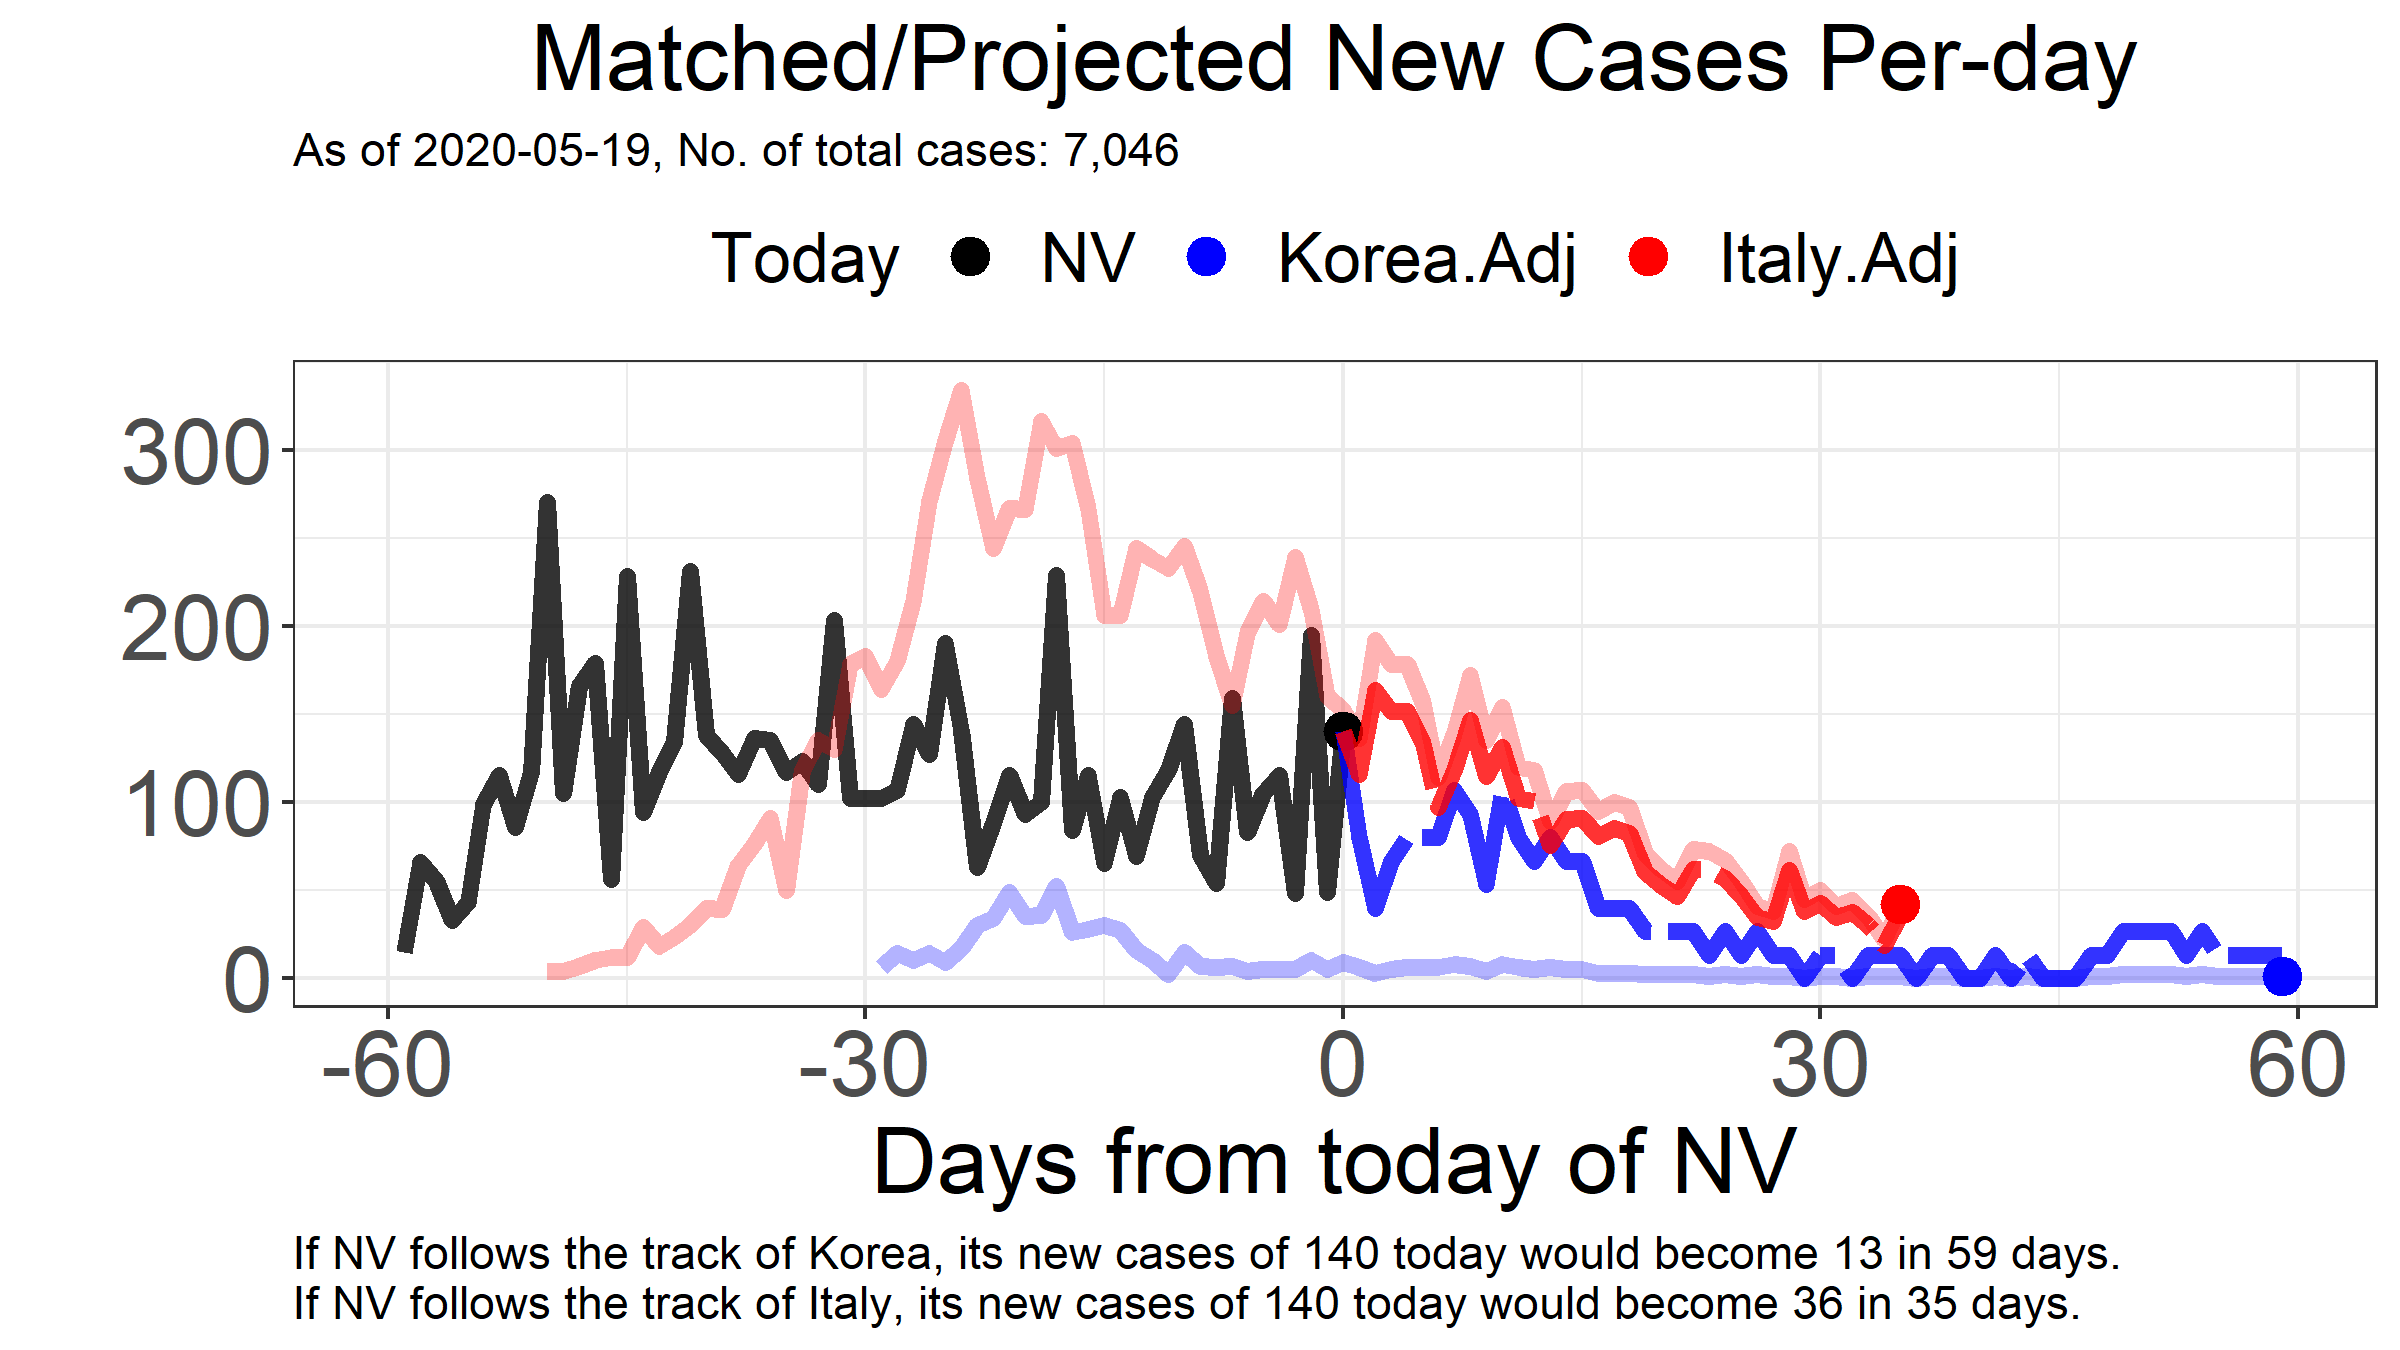 Matched/Projected New Cases Per-day
As of 2020-05-19, No. of total cases: 7,046
Today NV Korea.Adj Italy.Adj
300
200
100
0
-60 -30 0 30 60
Days from today of NV
If NV follows the track of Korea, its new cases of 140 today would become 13 in 59 days.
If NV follows the track of Italy, its new cases of 140 today would become 36 in 35 days.